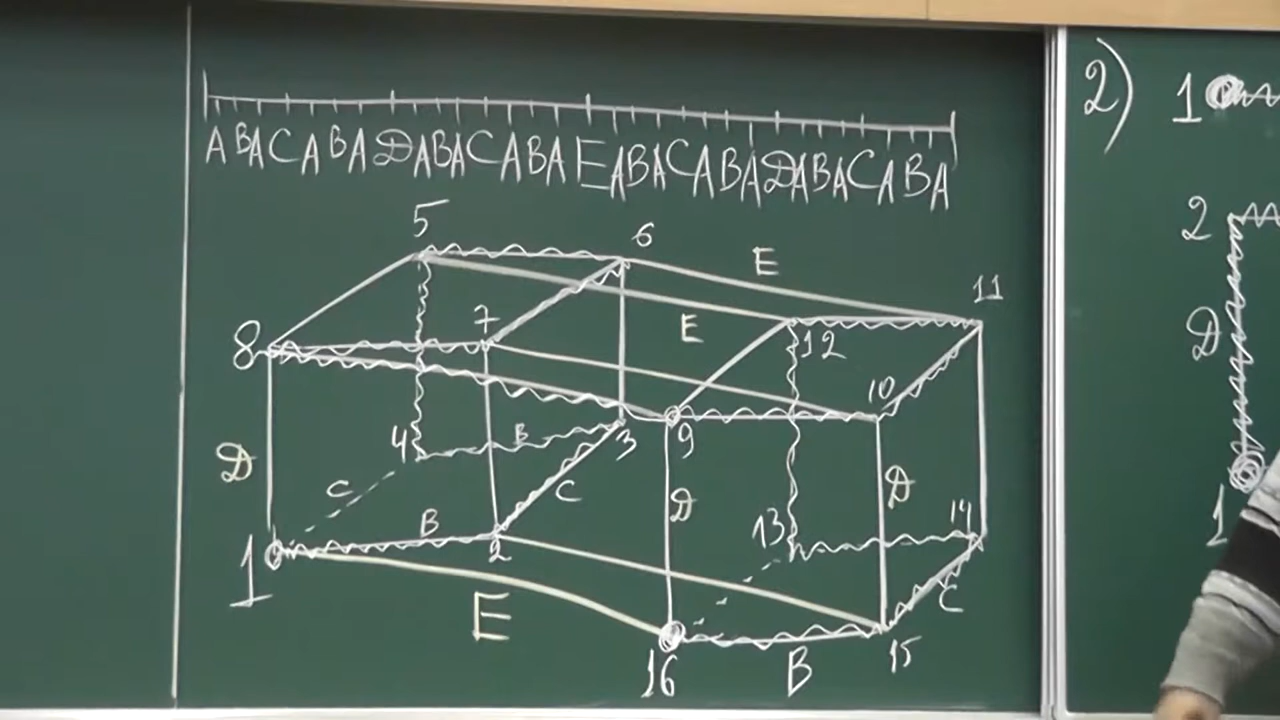 2) 1
A B A C A B A D A B A C A B A E A B A C A B A D A B A C A B A
2
5 6 E 11
8 7 E 12
D
10
4 B 3 9
D C C D D
1 B 2 13 14
1
E C
16 B 15